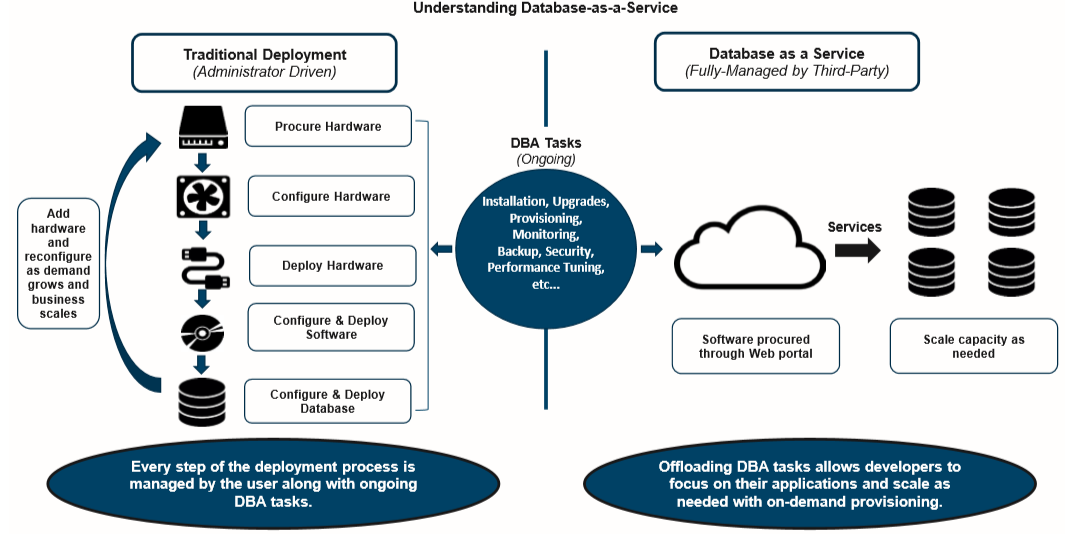 Understanding Database-as-a-Service
Traditional Deployment
(Administrator Driven)
Procure Hardware
Configure Hardware
Deploy Hardware
Configure & Deploy
Software
Configure & Deploy
Database
Add
hardware
and
reconfigure
as demand
grows and
business
scales
Every step of the deployment process is
managed by the user along with ongoing
DBA tasks.
DBA Tasks
(Ongoing)
Installation, Upgrades,
Provisioning,
Monitoring,
Backup, Security,
Performance Tuning,
etc...
Database as a Service
(Fully-Managed by Third-Party)
Services
Software procured
through Web portal
Scale capacity as
needed
Offloading DBA tasks allows developers to
focus on their applications and scale as
needed with on-demand provisioning.